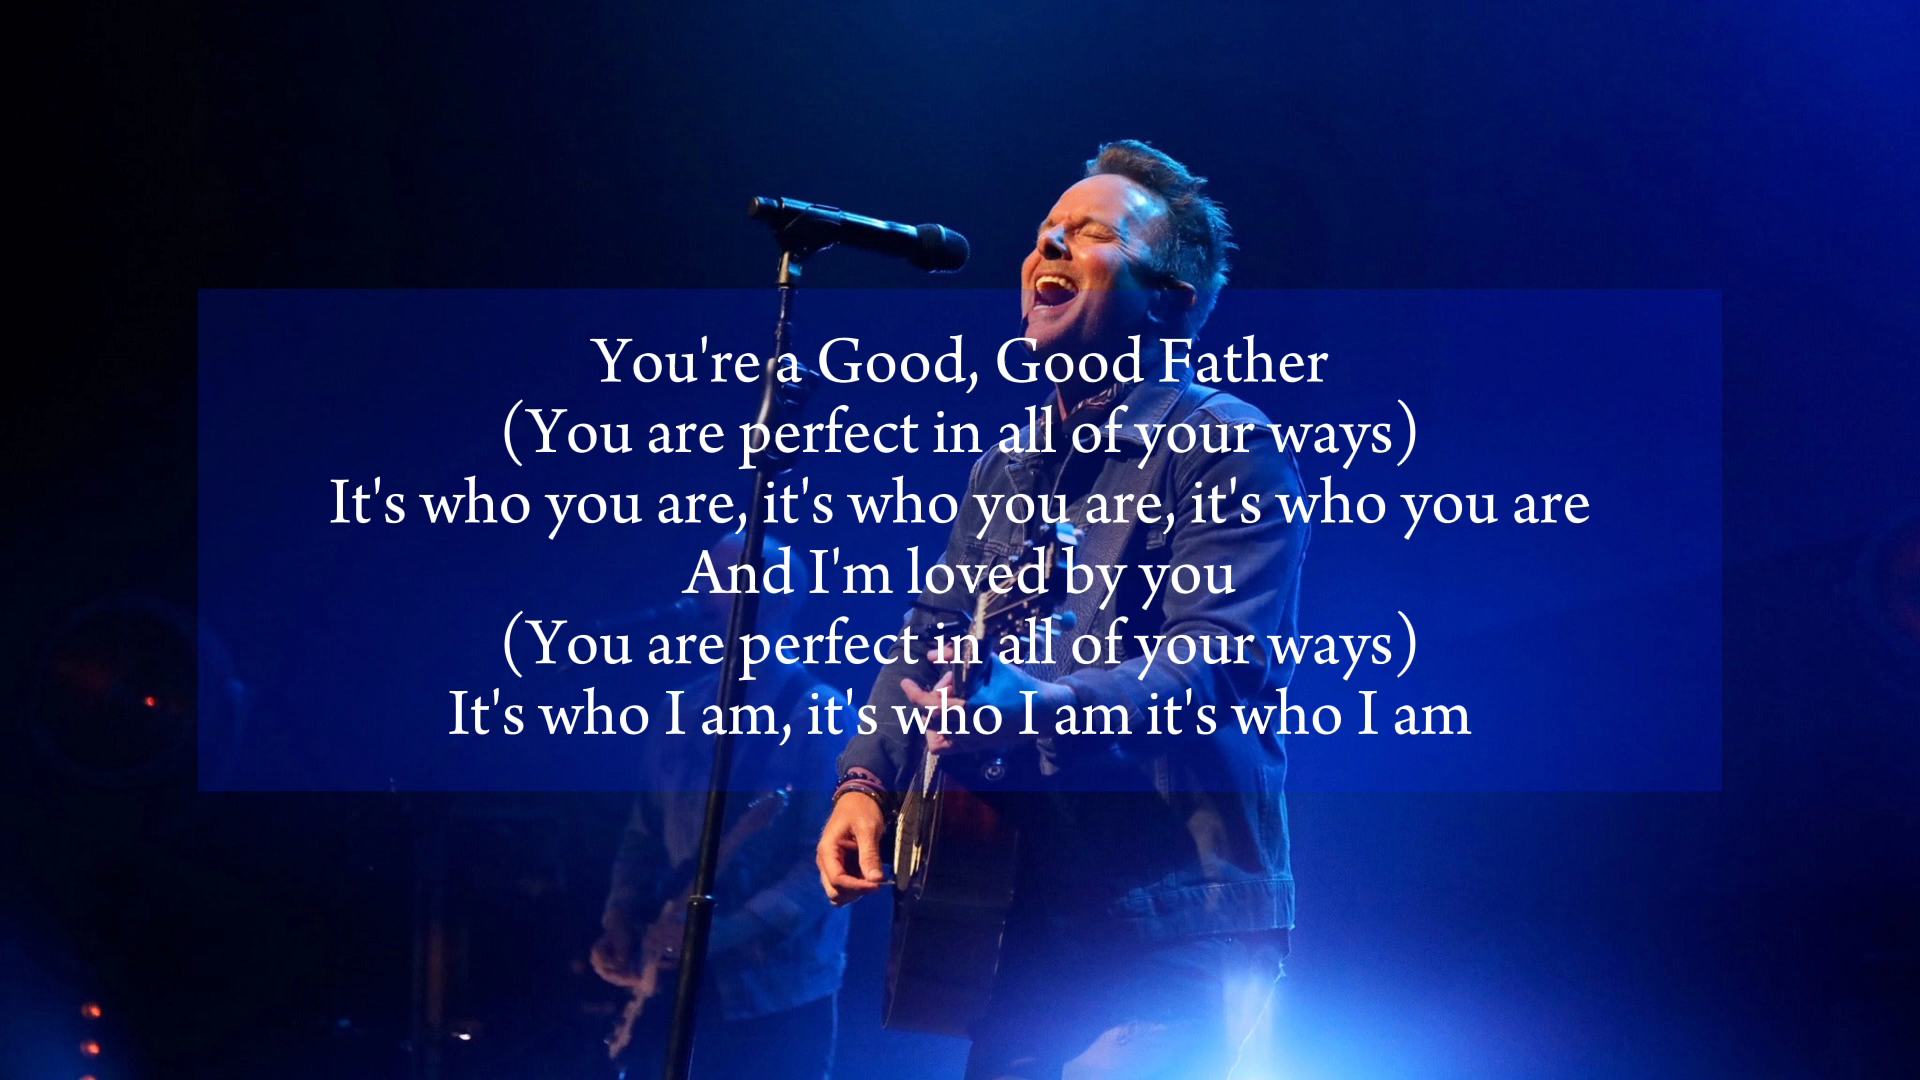 You're a Good, Good Father
(You are perfect in all of your ways)
It's who you are, it's who you are, it's who you are
And I'm loved by you
(You are perfect in all of your ways)
It's who I am, it's who I am it's who I am